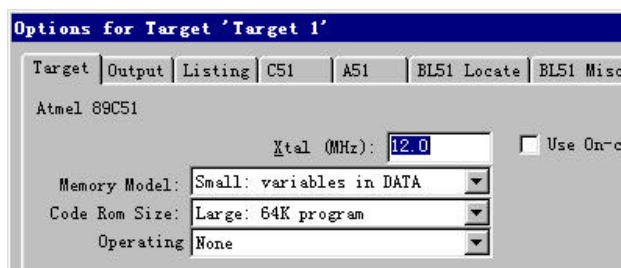 Options for Target 'Target 1'
Target Output Listing C51 A51 BL51 Locate BL51 Misc
Atmel 89C51
Xtal (MHz): 12.0 Use On-c
Memory Model: Small: variables in DATA
Code Rom Size: Large: 64K program
Operating None